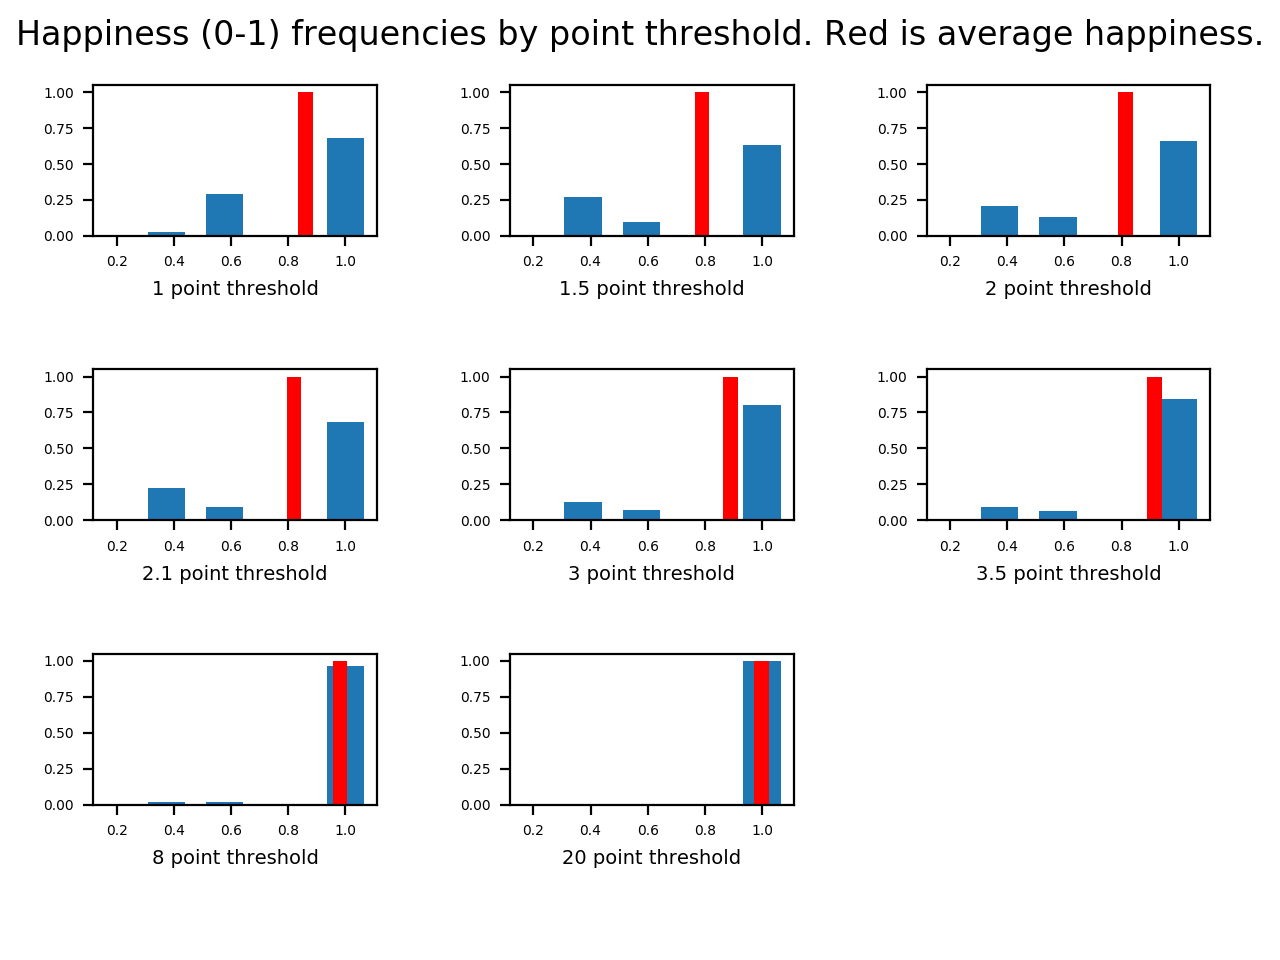 Happiness (0-1) frequencies by point threshold. Red is average happiness.
1.00 0.75 0.50 0.25 0.00
0.2 0.4 0.6 0.8 1.0
1 point threshold
1.00 0.75 0.50 0.25 0.00
0.2 0.4 0.6 0.8 1.0
1.5 point threshold
1.00 0.75 0.50 0.25 0.00
0.2 0.4 0.6 0.8 1.0
2 point threshold
1.00 0.75 0.50 0.25 0.00
0.2 0.4 0.6 0.8 1.0
2.1 point threshold
1.00 0.75 0.50 0.25 0.00
0.2 0.4 0.6 0.8 1.0
3 point threshold
1.00 0.75 0.50 0.25 0.00
0.2 0.4 0.6 0.8 1.0
3.5 point threshold
1.00 0.75 0.50 0.25 0.00
0.2 0.4 0.6 0.8 1.0
8 point threshold
1.00 0.75 0.50 0.25 0.00
0.2 0.4 0.6 0.8 1.0
20 point threshold